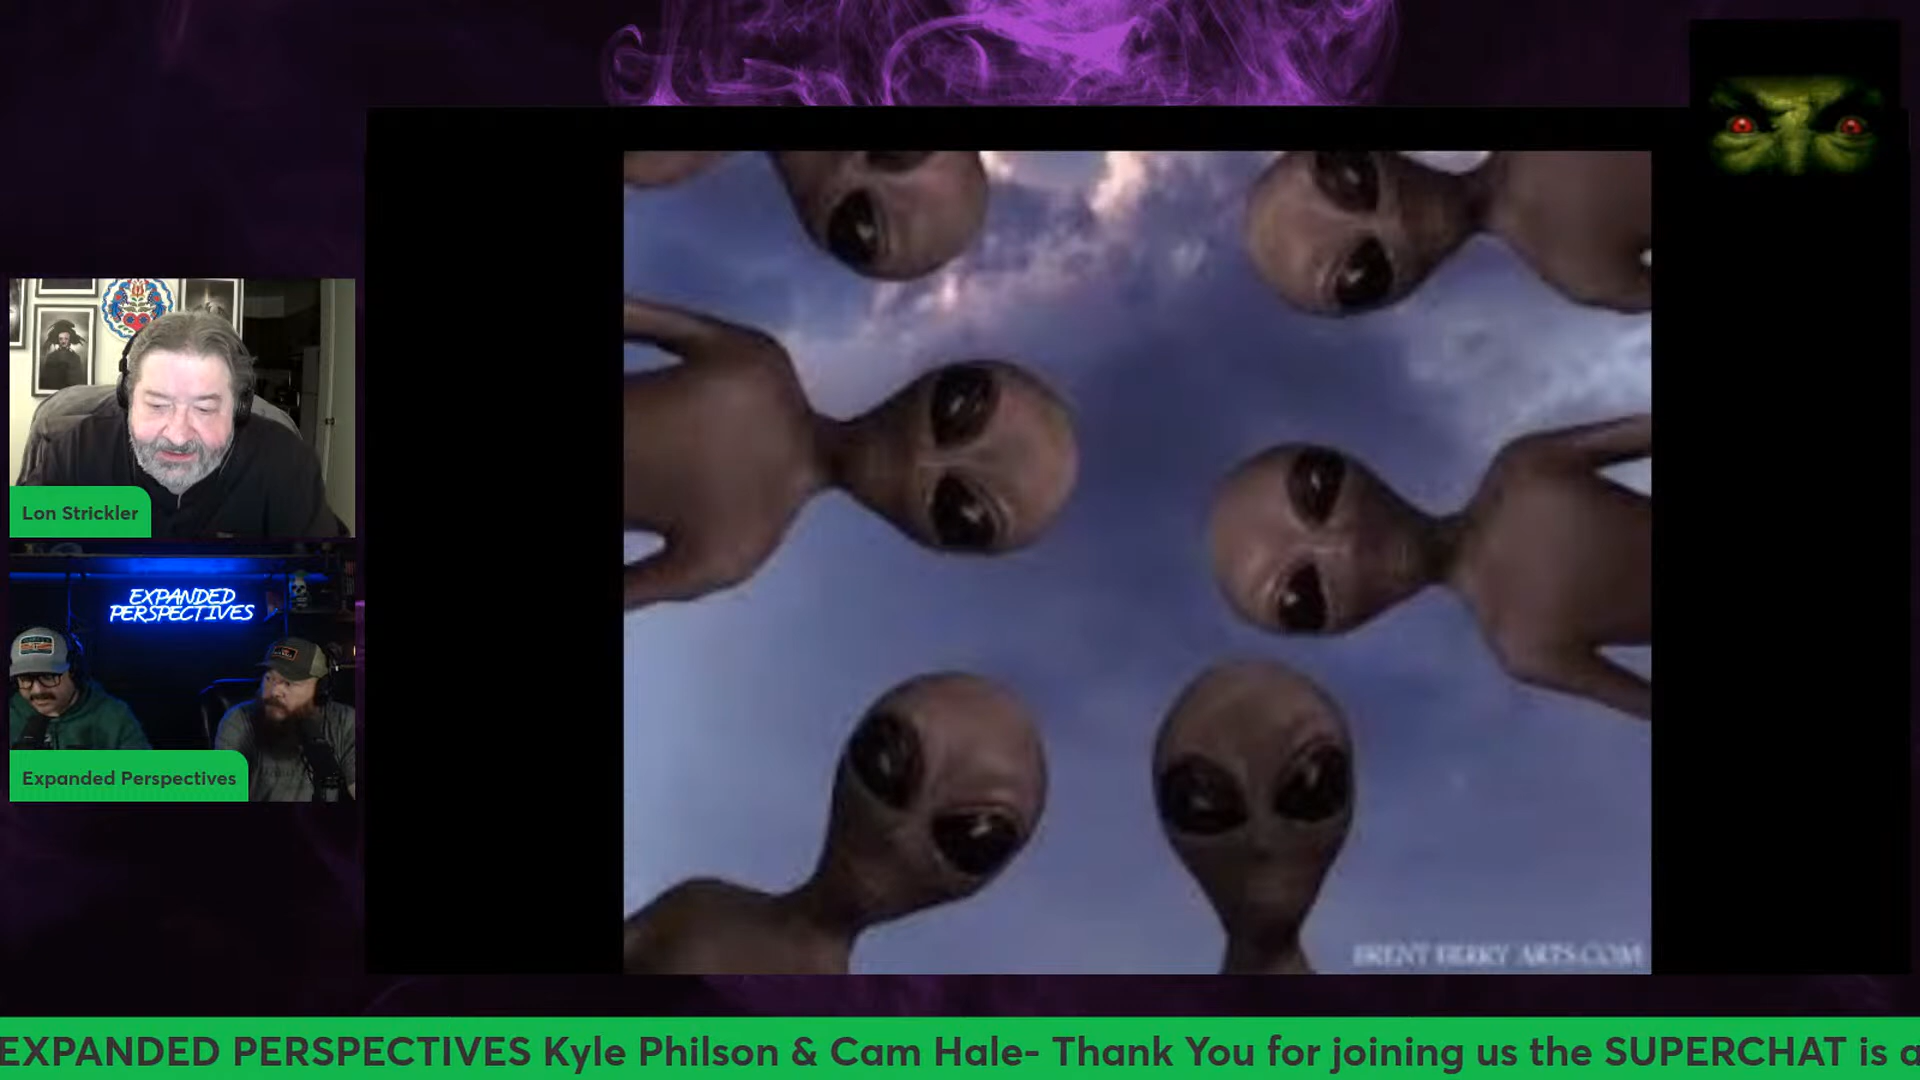 Lon Strickler
EXPANDED
PERSPECTIVES
Expanded Perspectives
BRENT BERRY ARTS.COM
EXPANDED PERSPECTIVES Kyle Philson & Cam Hale- Thank You for joining us the SUPERCHAT is a